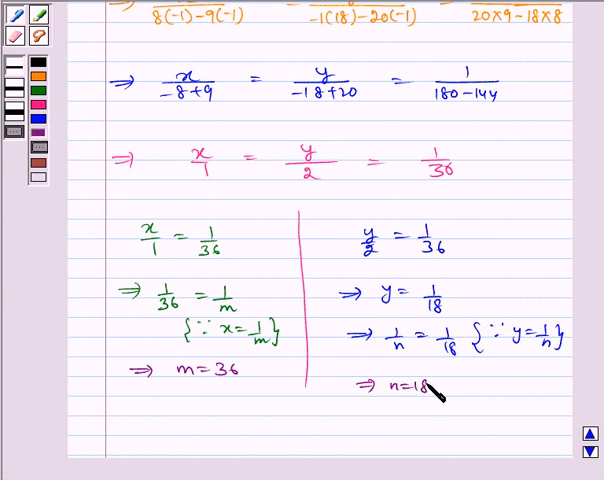 ⇒ x/(8(-1)-9(-1)) = y/(-1(18)-20(-1)) = 1/(20×9-18×8)
⇒ x/(-8+9) = y/(-18+20) = 1/(180-144)
⇒ x/1 = y/2 = 1/36
x/1 = 1/36
⇒ 1/36 = 1/m
{∵ x=1/m}
⇒ m=36
y/2 = 1/36
⇒ y= 1/18
⇒ 1/n = 1/18 {∵ y=1/n}
⇒ n=18